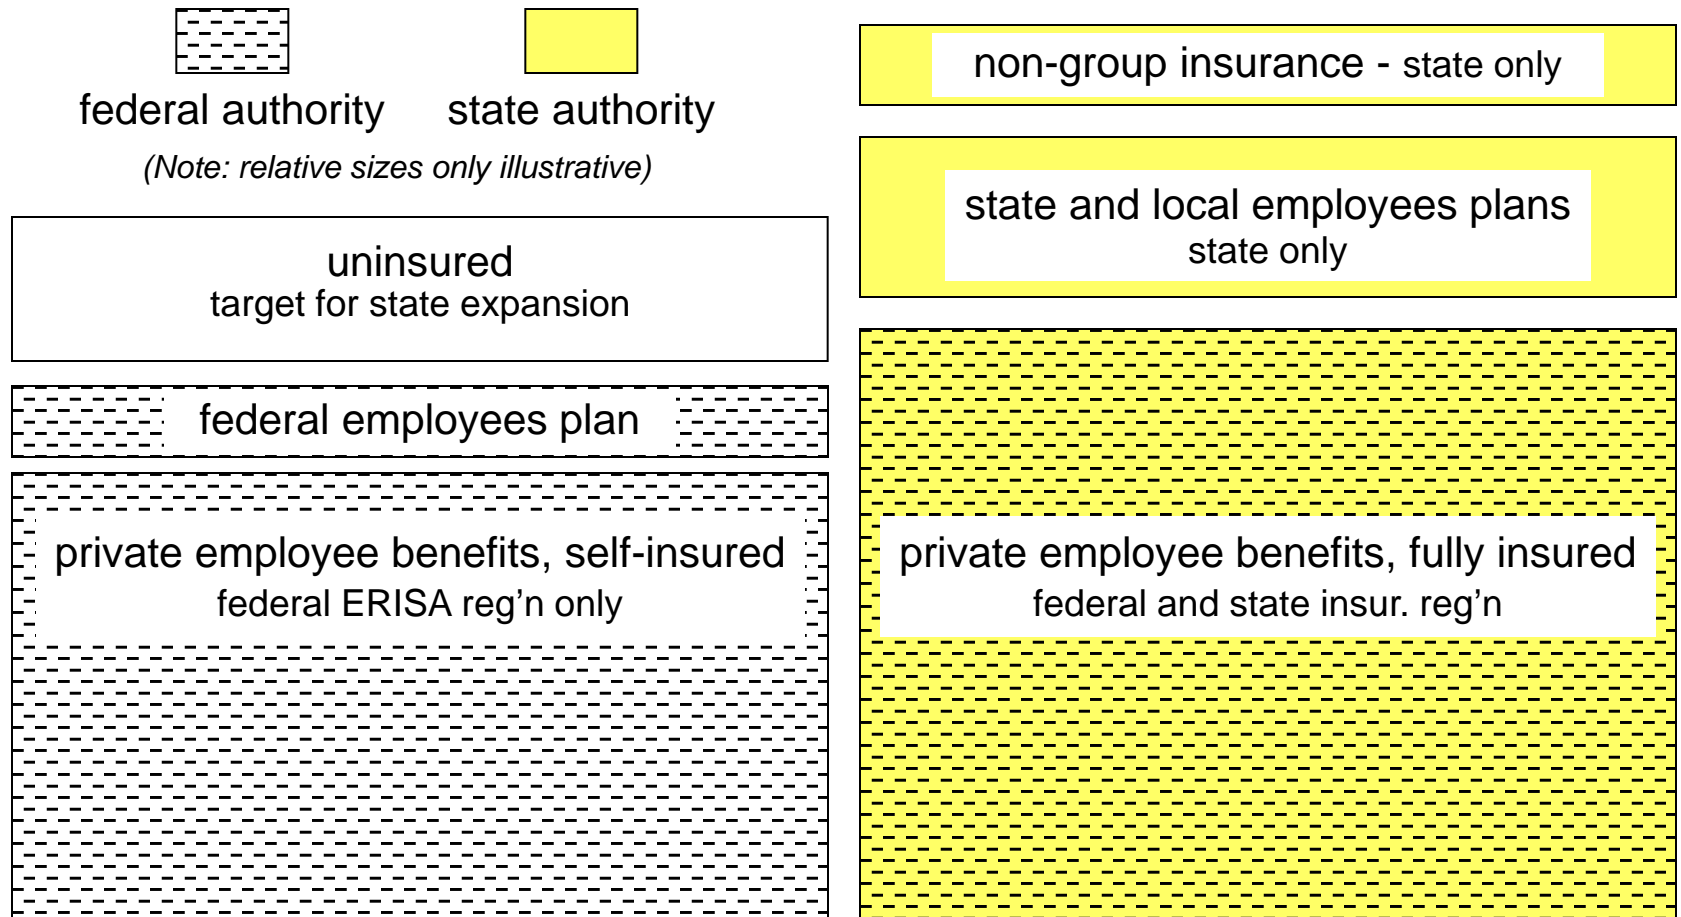 federal authority
state authority
(Note: relative sizes only illustrative)
uninsured
target for state expansion
federal employees plan
private employee benefits, self-insured
federal ERISA reg’n only
non-group insurance - state only
state and local employees plans
state only
private employee benefits, fully insured
federal and state insur. reg’n